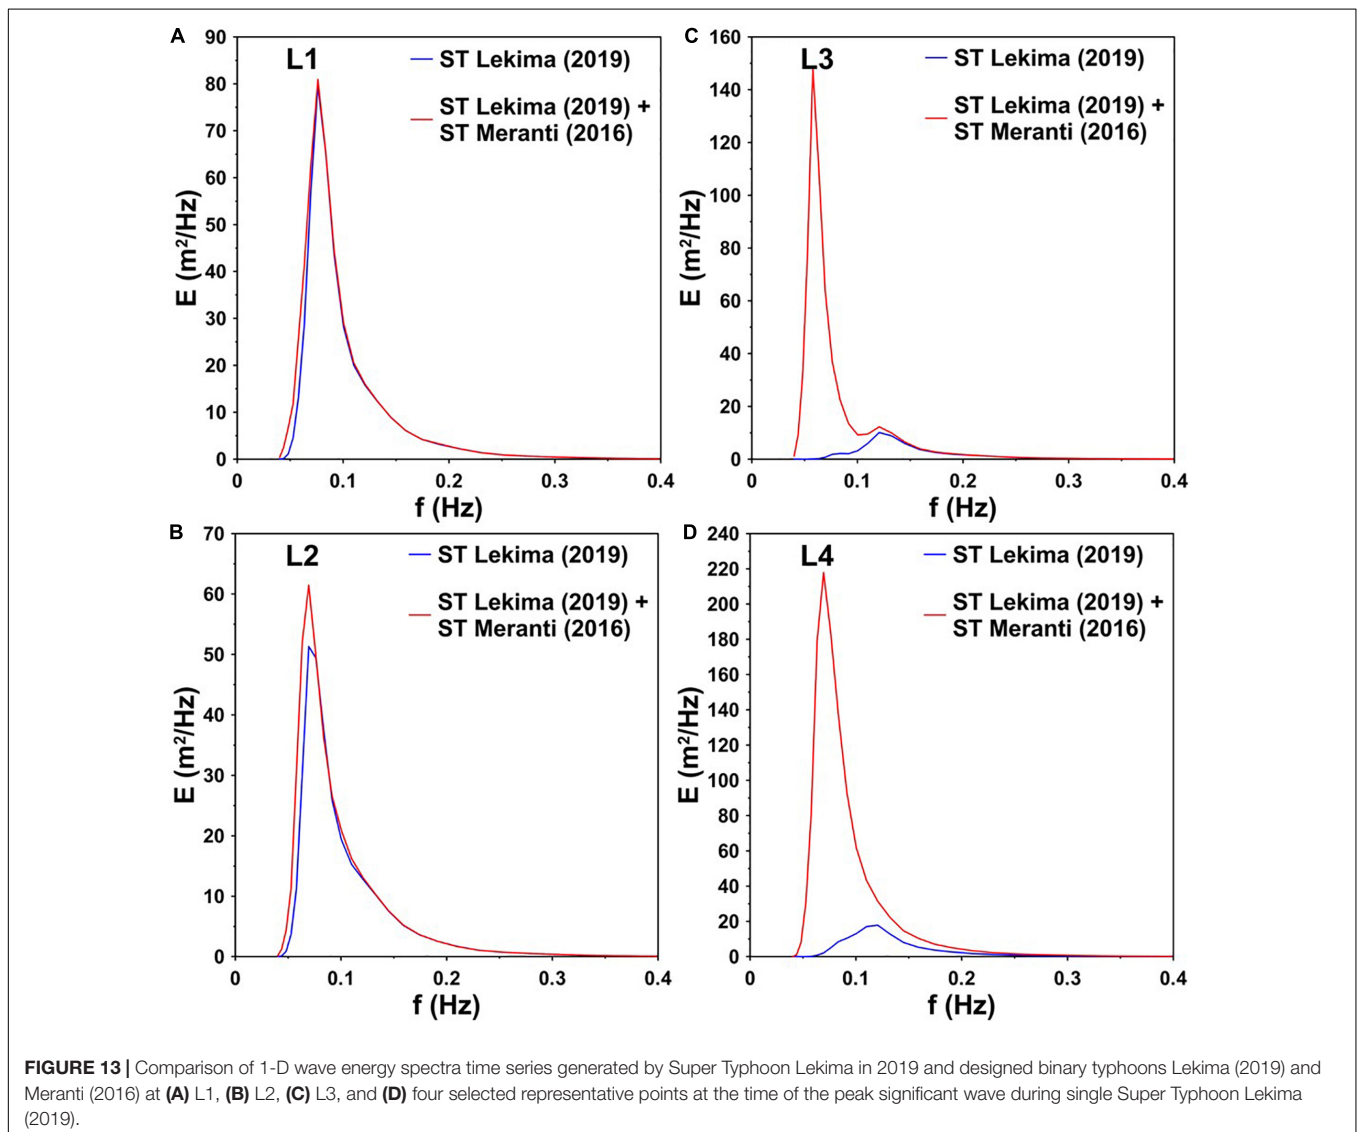 A
L1
ST Lekima (2019)
ST Lekima (2019) +
ST Meranti (2016)
E (m²/Hz)
90
80
70
60
50
40
30
20
10
0
0
0.1
0.2
0.3
0.4
f (Hz)
C
L3
ST Lekima (2019)
ST Lekima (2019) +
ST Meranti (2016)
E (m²/Hz)
160
140
120
100
80
60
40
20
0
0
0.1
0.2
0.3
0.4
f (Hz)
B
L2
ST Lekima (2019)
ST Lekima (2019) +
ST Meranti (2016)
E (m²/Hz)
70
60
50
40
30
20
10
0
0
0.1
0.2
0.3
0.4
f (Hz)
D
L4
ST Lekima (2019)
ST Lekima (2019) +
ST Meranti (2016)
E (m²/Hz)
240
220
200
180
160
140
120
100
80
60
40
20
0
0
0.1
0.2
0.3
0.4
f (Hz)
FIGURE 13 | Comparison of 1-D wave energy spectra time series generated by Super Typhoon Lekima in 2019 and designed binary typhoons Lekima (2019) and
Meranti (2016) at (A) L1, (B) L2, (C) L3, and (D) four selected representative points at the time of the peak significant wave during single Super Typhoon Lekima
(2019).